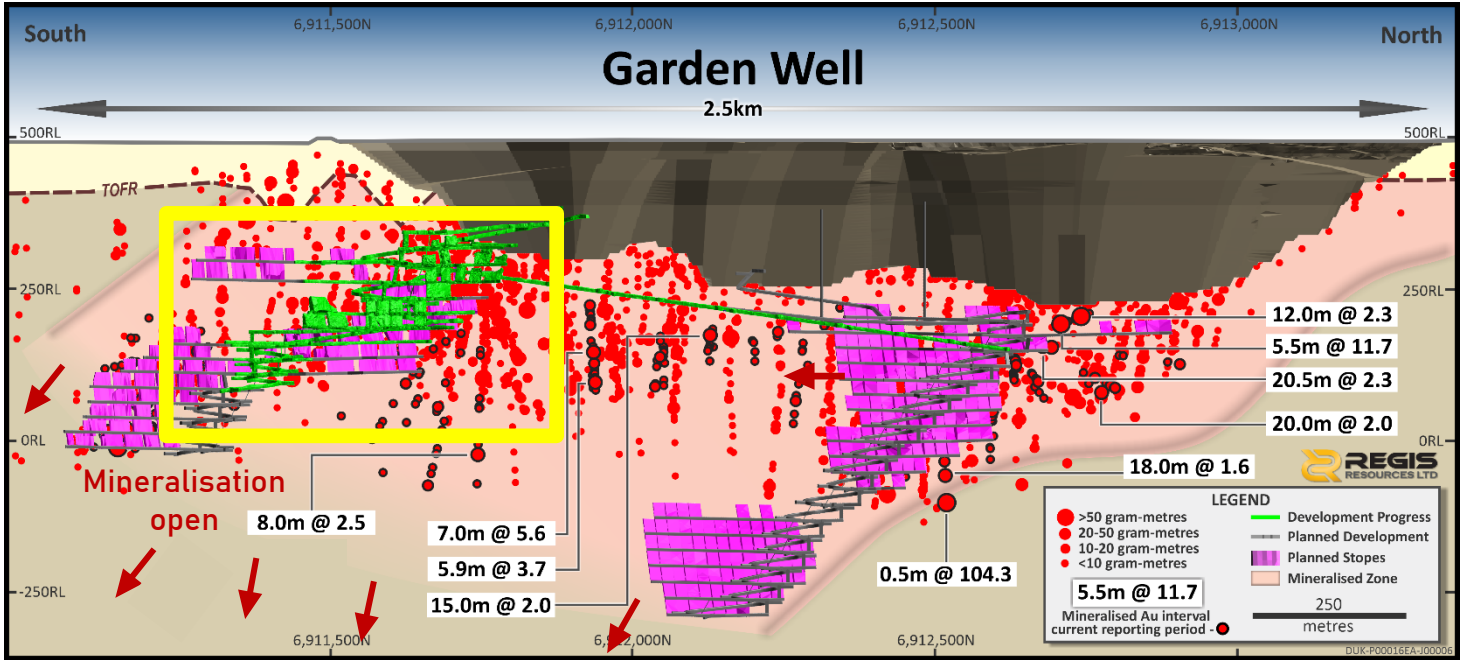 6,911,500N
6,912,000N
6,912,500N
6,913,000N
South
North
Garden Well
2.5km
500RL
500RL
TOFR
250RL
250RL
12.0m @ 2.3
5.5m @ 11.7
20.5m @ 2.3
20.0m @ 2.0
0RL
0RL
18.0m @ 1.6
REGIS
RESOURCES LTD
Mineralisation
open
8.0m @ 2.5
7.0m @ 5.6
5.9m @ 3.7
15.0m @ 2.0
0.5m @ 104.3
-250RL
LEGEND
>50 gram-metres
20-50 gram-metres
10-20 gram-metres
<10 gram-metres
Development Progress
Planned Development
Planned Stopes
Mineralised Zone
5.5m @ 11.7
Mineralised Au interval
current reporting period -
250
metres
6,911,500N
6,912,000N
6,912,500N
DUK-P00016EA-J00006